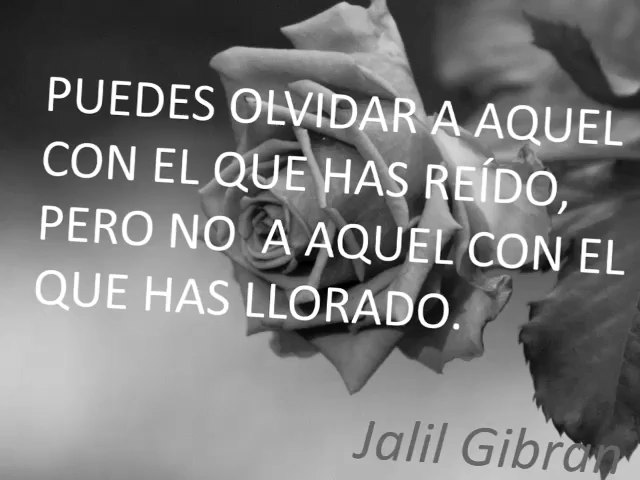 PUEDES OLVIDAR A AQUEL
CON EL QUE HAS REÍDO,
PERO NO A AQUEL CON EL
QUE HAS LLORADO.
Jalil Gibran